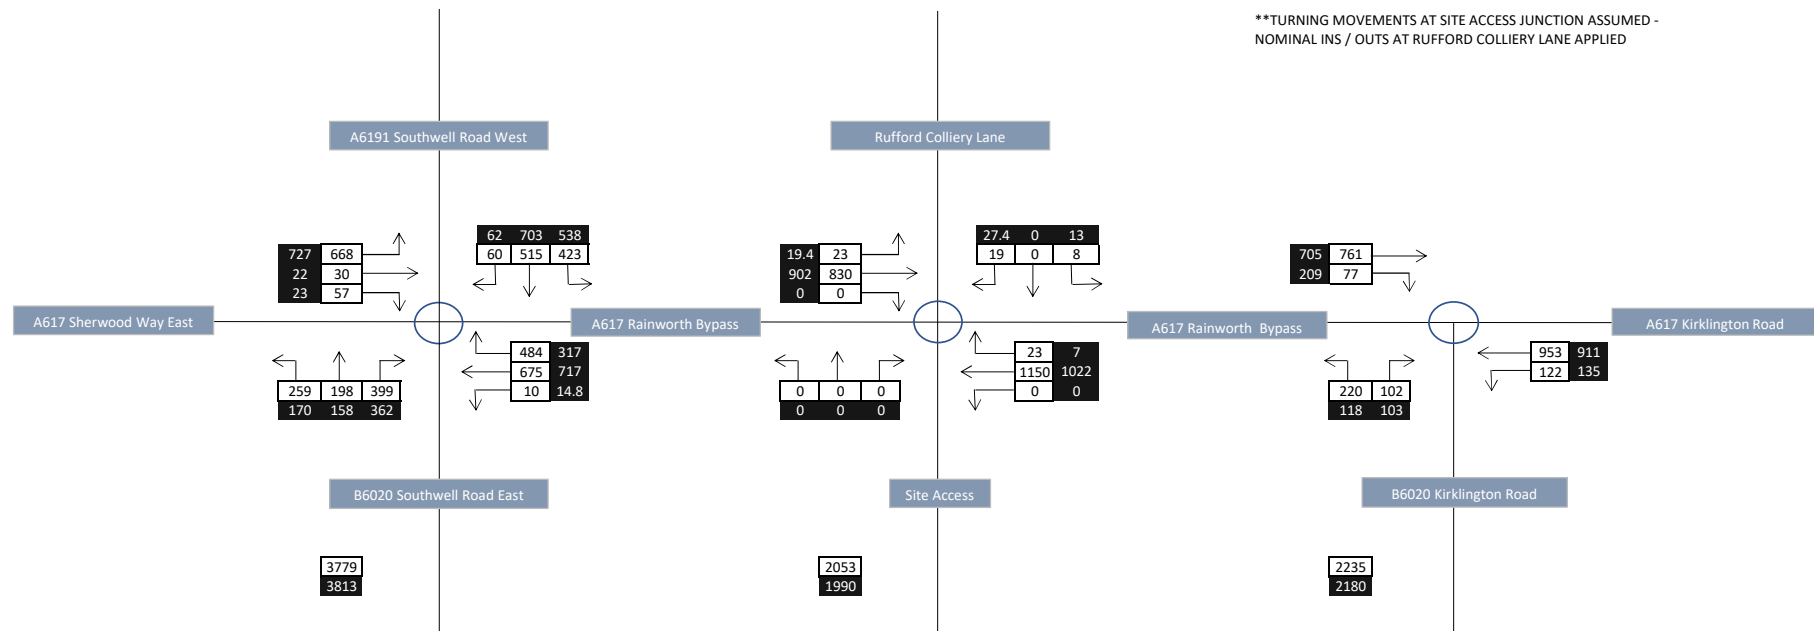 **TURNING MOVEMENTS AT SITE ACCESS JUNCTION ASSUMED -
NOMINAL INS / OUTS AT RUFFORD COLLIERY LANE APPLIED
A6191 Southwell Road West
Rufford Colliery Lane
62 703 538
60 515 423
727 668
22 30
23 57
27.4 0 13
19 0 8
19.4 23
902 830
0 0
705 761
209 77
A617 Sherwood Way East
A617 Rainworth Bypass
A617 Rainworth Bypass
A617 Kirklington Road
484 317
675 717
10 14.8
259 198 399
170 158 362
23 7
1150 1022
0 0
0 0 0
0 0 0
953 911
122 135
220 102
118 103
B6020 Southwell Road East
Site Access
B6020 Kirklington Road
3779
3813
2053
1990
2235
2180